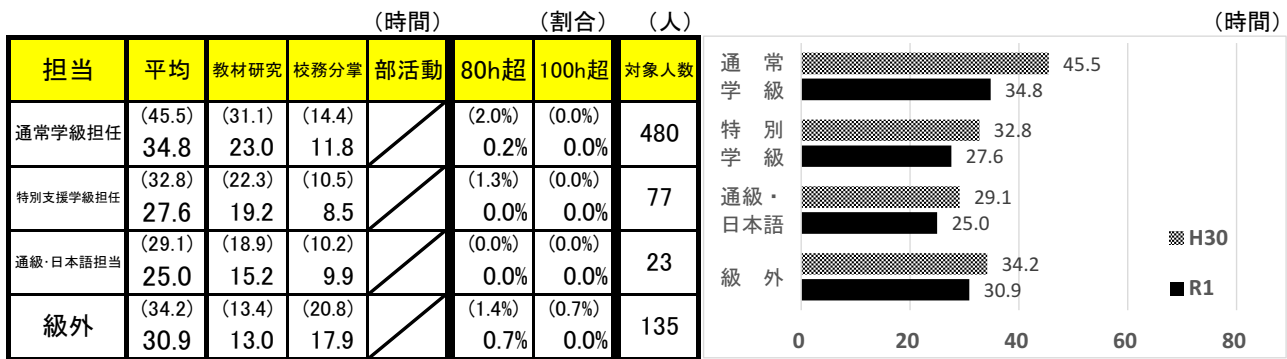 （時間） （割合） （人） （時間）
担当 平均 教材研究 校務分掌 部活動 80h超 100h超 対象人数
通常学級担任 (45.5) (31.1) (14.4) (2.0%) (0.0%) 480
34.8 23.0 11.8 0.2% 0.0%
特別支援学級担任 (32.8) (22.3) (10.5) (1.3%) (0.0%) 77
27.6 19.2 8.5 0.0% 0.0%
通級・日本語担当 (29.1) (18.9) (10.2) (0.0%) (0.0%) 23
25.0 15.2 9.9 0.0% 0.0%
級外 (34.2) (13.4) (20.8) (1.4%) (0.7%) 135
30.9 13.0 17.9 0.7% 0.0%
通 常 45.5
学 級 34.8
特 別 32.8
学 級 27.6
通級・ 29.1
日本語 25.0
級 外 34.2
30.9
H30
R1
0 20 40 60 80